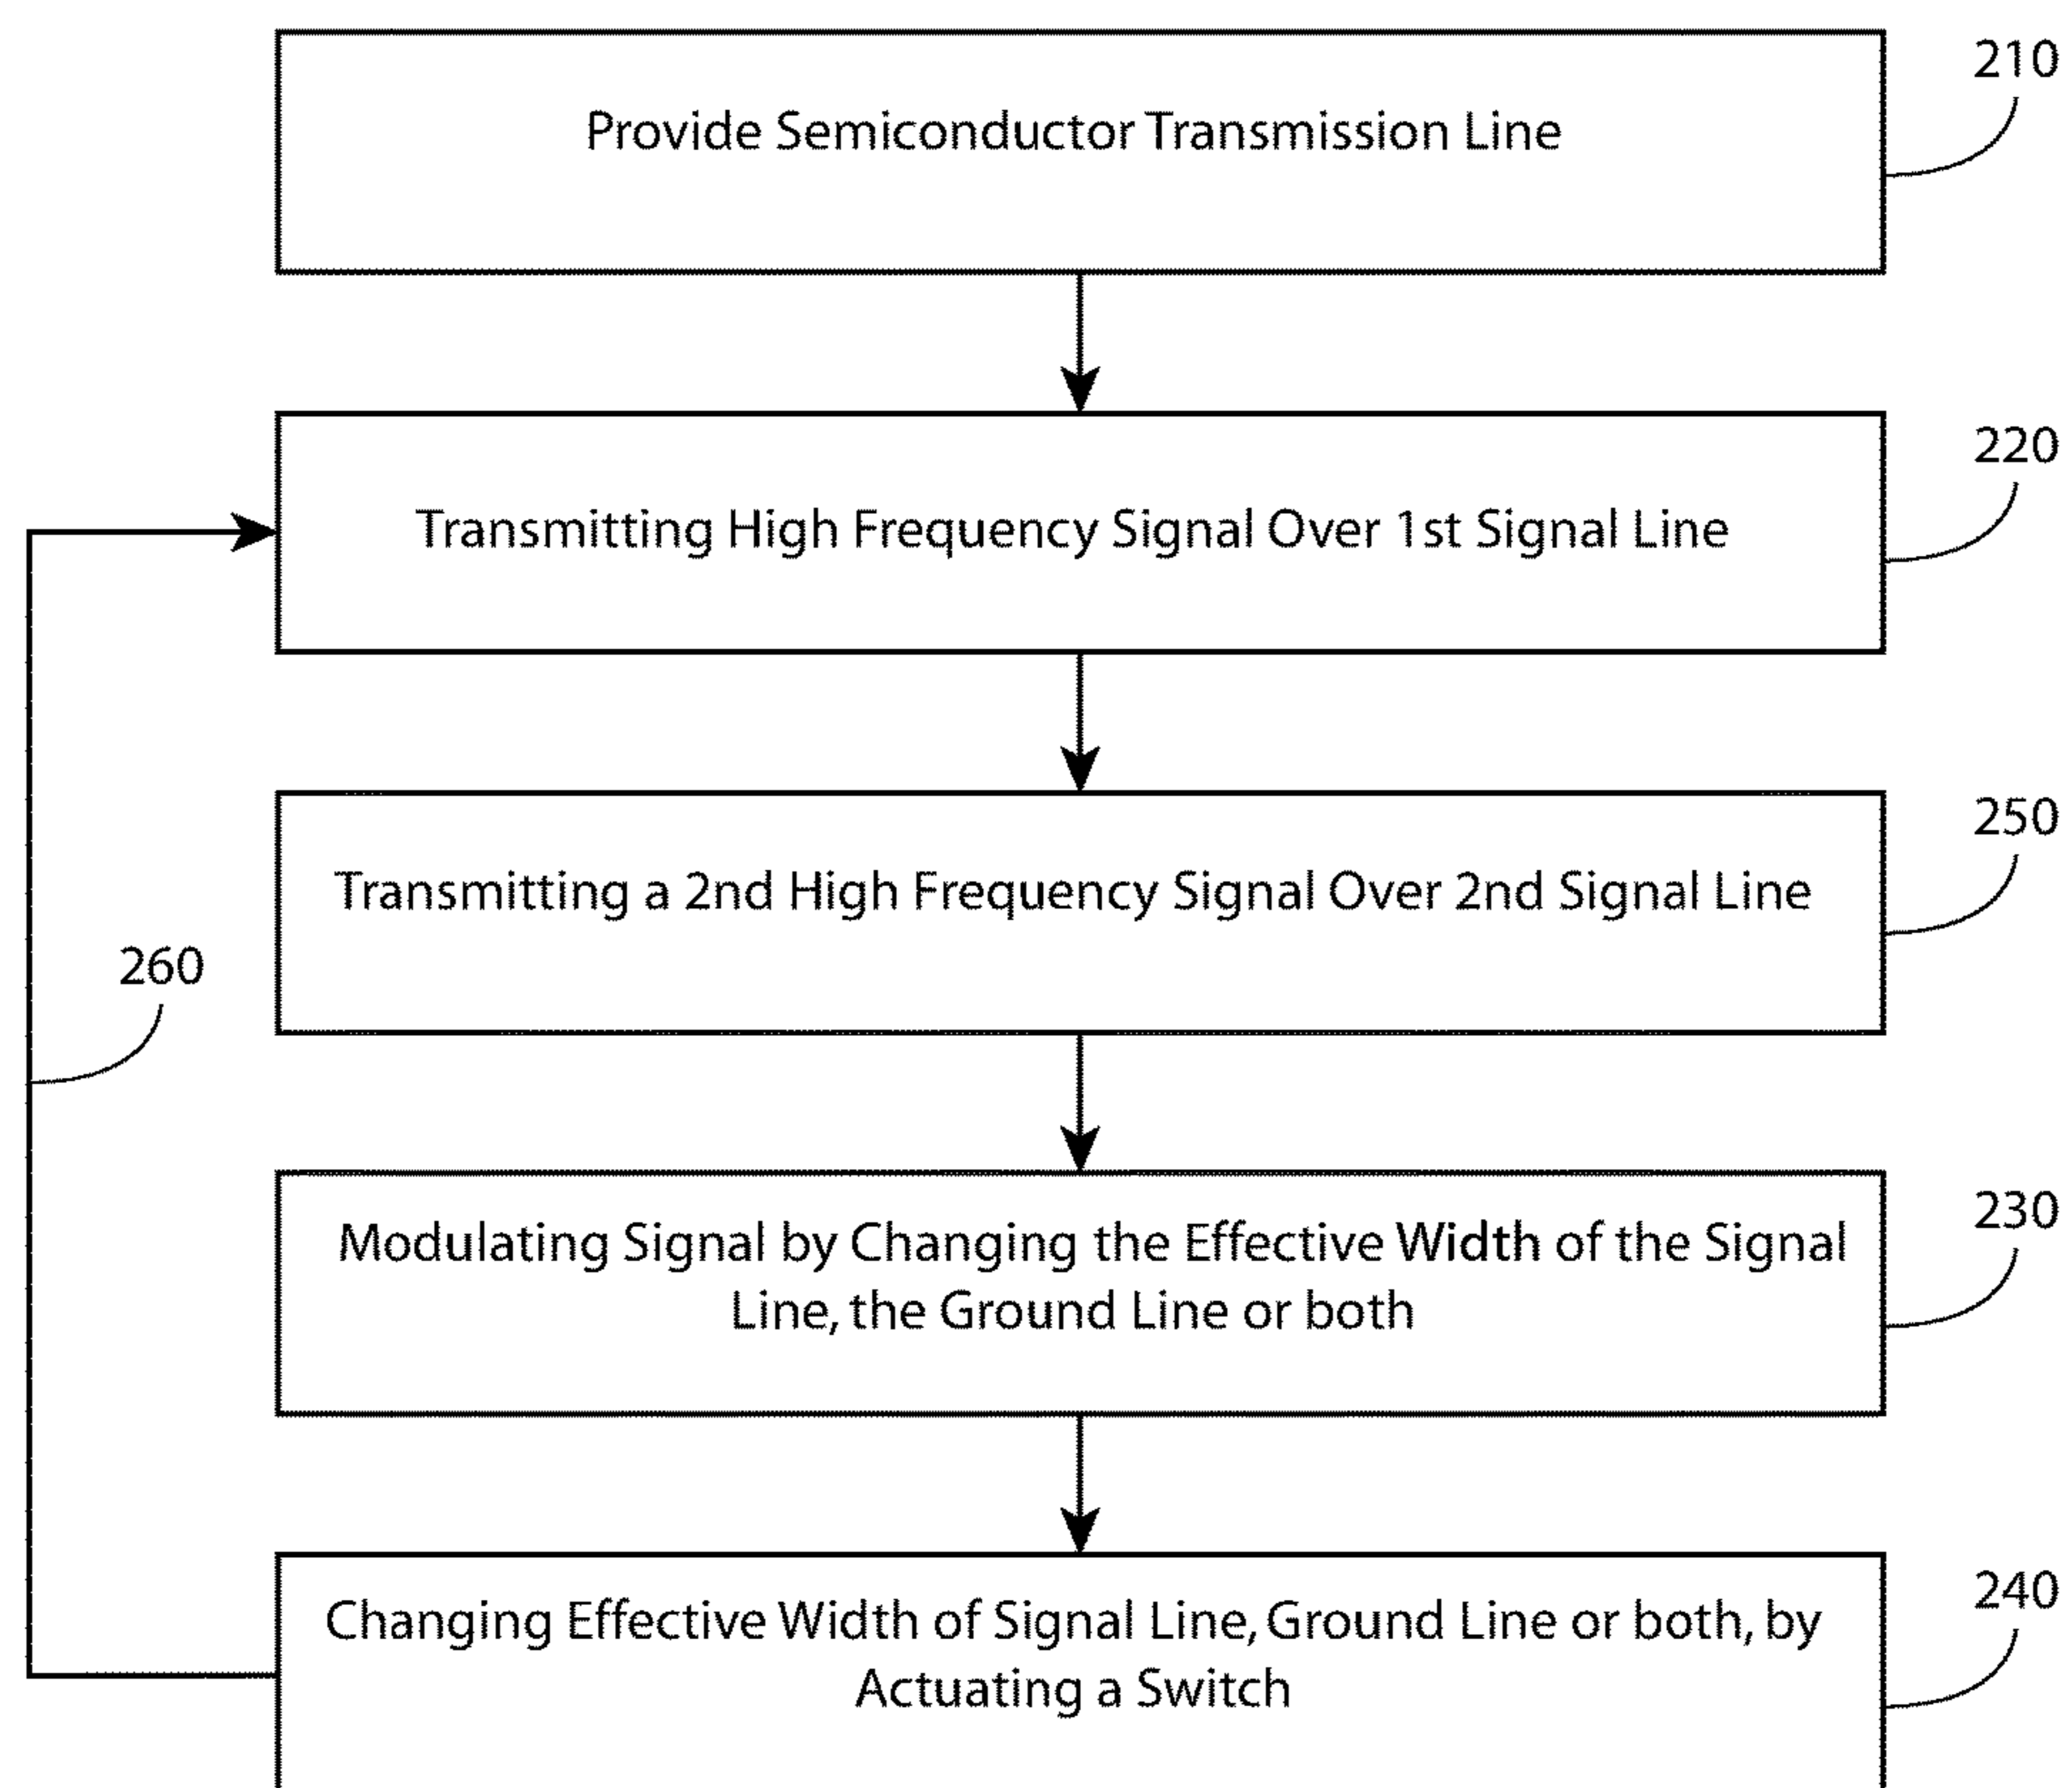 210
Provide Semiconductor Transmission Line
220
Transmitting High Frequency Signal Over 1st Signal Line
250
Transmitting a 2nd High Frequency Signal Over 2nd Signal Line
260
230
Modulating Signal by Changing the Effective Width of the Signal
Line, the Ground Line or both
240
Changing Effective Width of Signal Line, Ground Line or both, by
Actuating a Switch